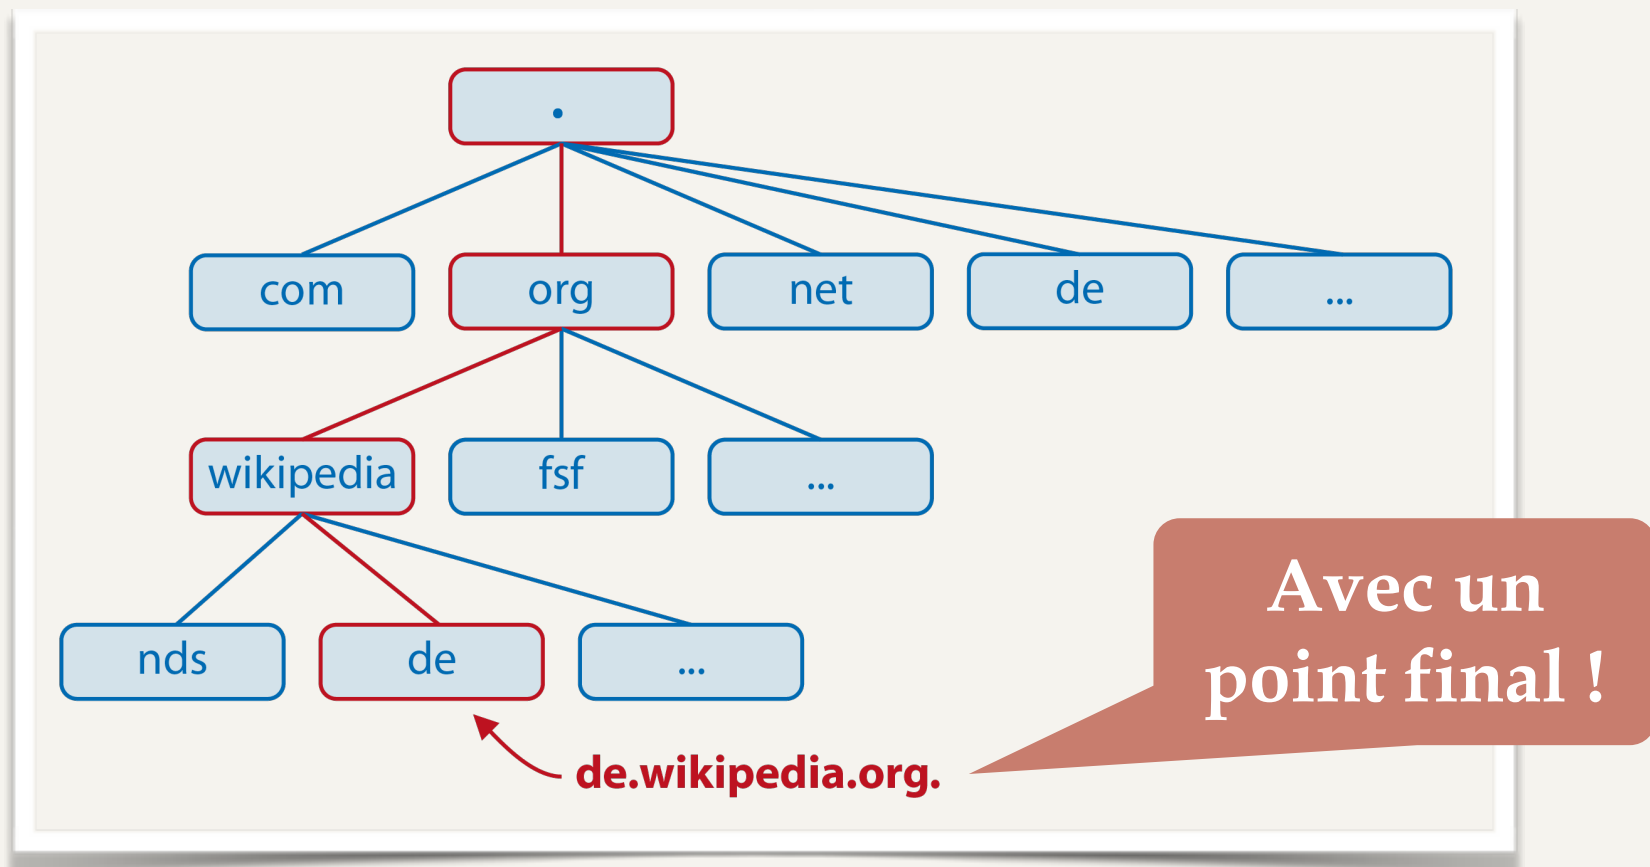 .
com
org
net
de
...
wikipedia
fsf
...
nds
de
...
de.wikipedia.org.
Avec un
point final !